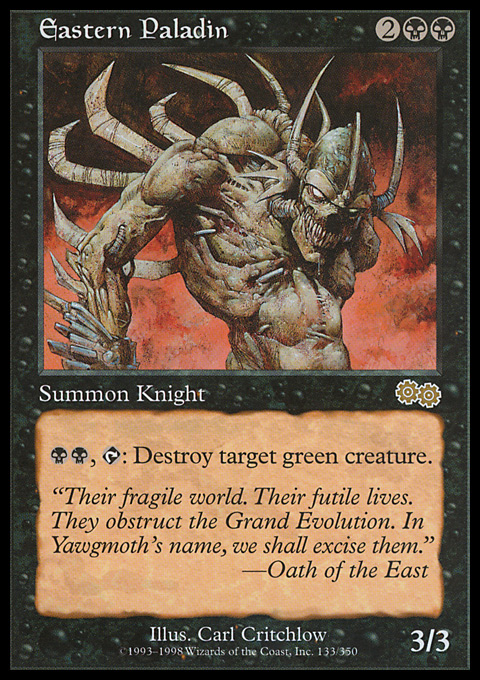 Eastern Paladin
2
Summon Knight
, : Destroy target green creature.
“Their fragile world. Their futile lives.
They obstruct the Grand Evolution. In
Yawgmoth’s name, we shall excise them.”
—Oath of the East
Illus. Carl Critchlow
3/3
©1993–1998 Wizards of the Coast, Inc. 133/350